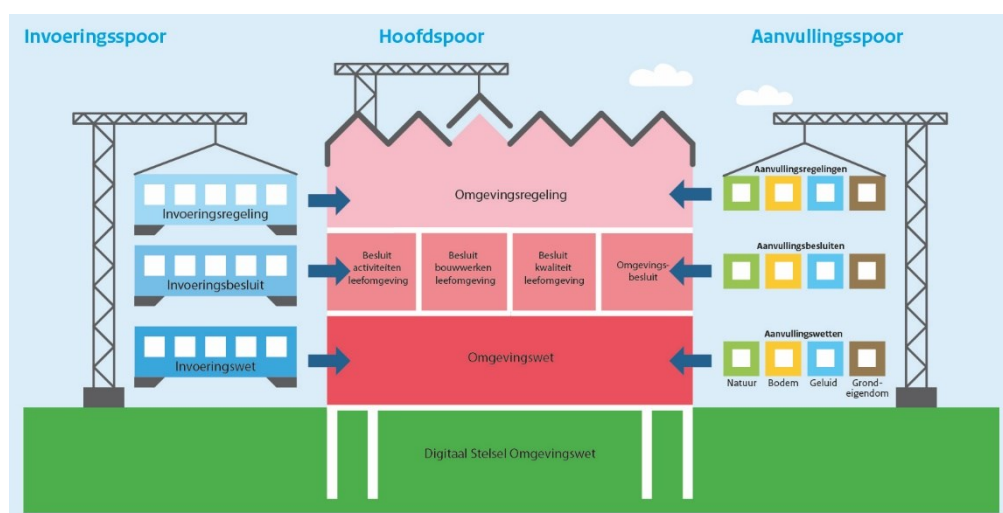 Invoeringsspoor
Hoofdspoor
Aanvullingsspoor
Invoeringsregeling
Invoeringsbesluit
Invoeringswet
Omgevingsregeling
Besluit
activiteiten
leefomgeving
Besluit
bouwwerken
leefomgeving
Besluit
kwaliteit
leefomgeving
Omgevings-
besluit
Omgevingswet
Digitaal Stelsel Omgevingswet
Aanvullingsregelingen
Aanvullingsbesluiten
Aanvullingswetten
Natuur
Bodem
Geluid
Grond-
eigendom